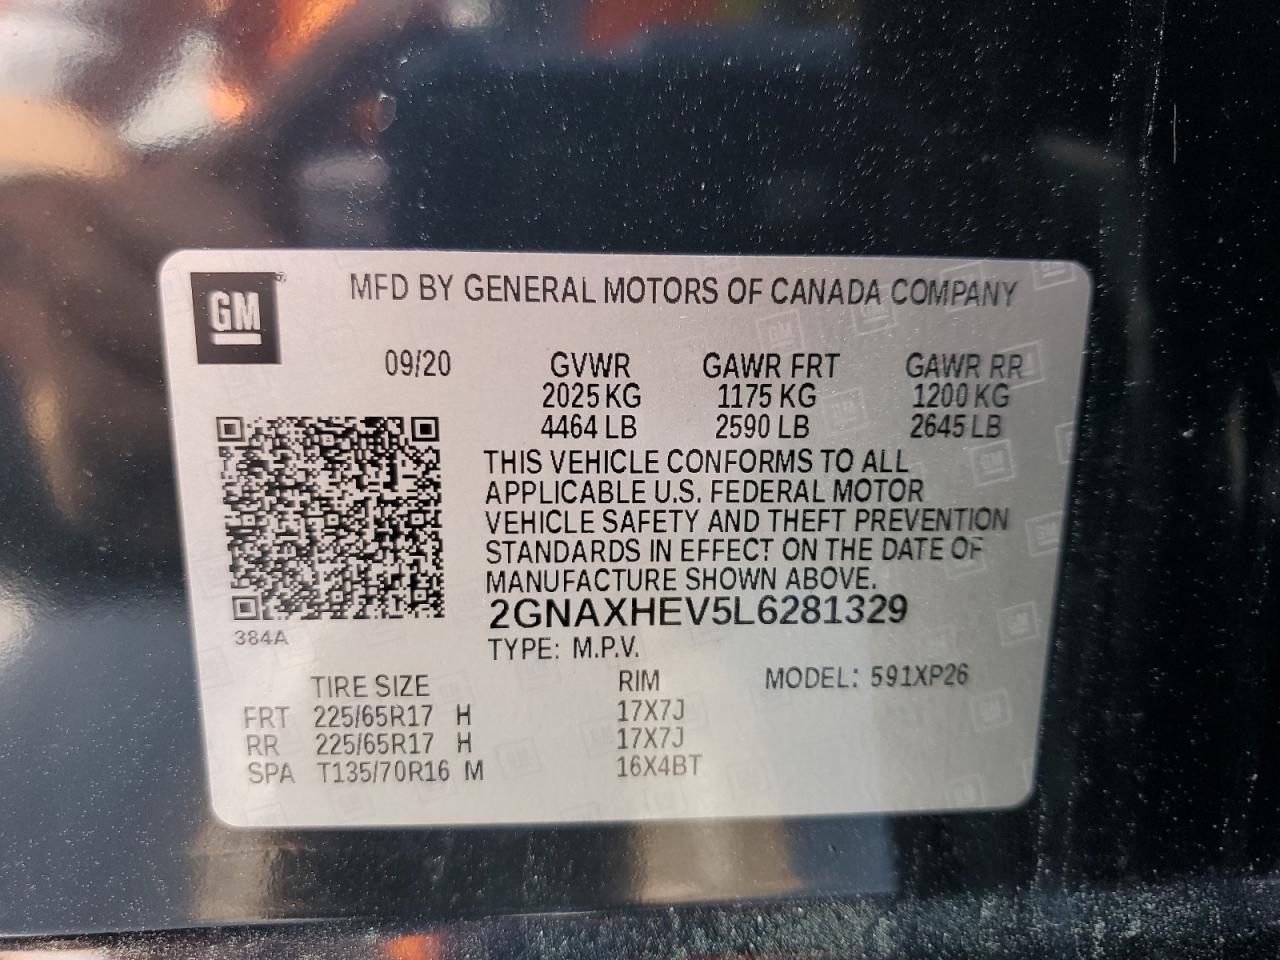 GM
MFD BY GENERAL MOTORS OF CANADA COMPANY
09/20
GVWR GAWR FRT GAWR RR
2025 KG 1175 KG 1200 KG
4464 LB 2590 LB 2645 LB
THIS VEHICLE CONFORMS TO ALL
APPLICABLE U.S. FEDERAL MOTOR
VEHICLE SAFETY AND THEFT PREVENTION
STANDARDS IN EFFECT ON THE DATE OF
MANUFACTURE SHOWN ABOVE.
2GNAXHEV5L6281329
384A
TYPE: M.P.V.
TIRE SIZE RIM MODEL: 591XP26
FRT 225/65R17 H 17X7J
RR 225/65R17 H 17X7J
SPA T135/70R16 M 16X4BT